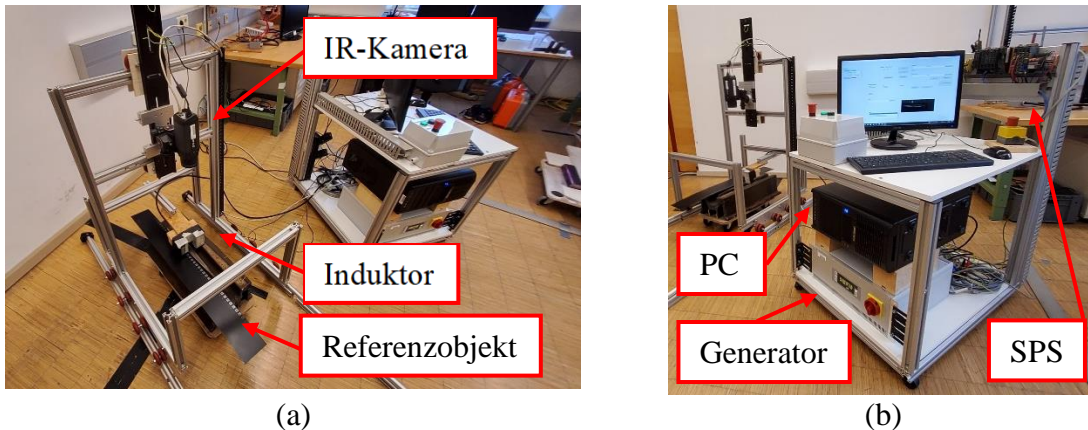 IR-Kamera
Induktor
Referenzobjekt
PC
Generator
SPS
(a)
(b)